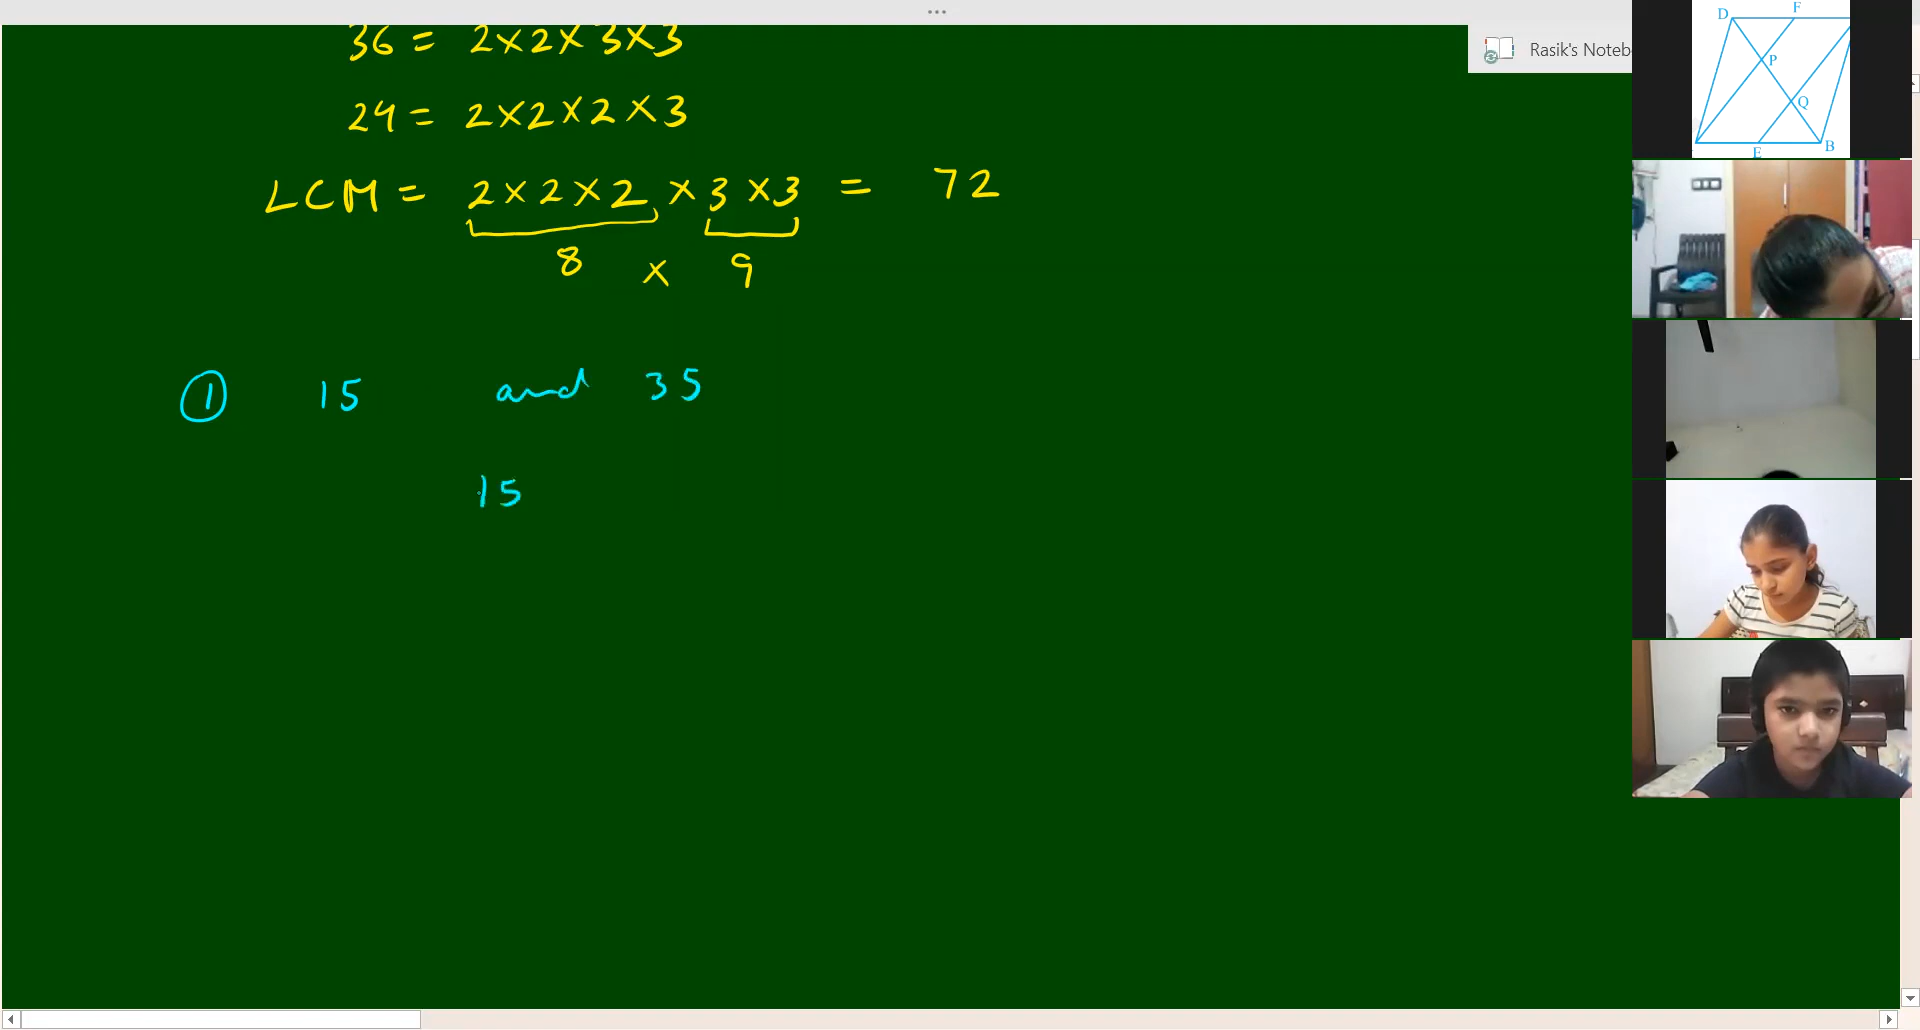 36 = 2×2×3×3
24 = 2×2×2×3
LCM = 2×2×2×3×3 = 72
8 × 9
① 15 and 35
15
Rasik's Noteb
D F
P
Q
E B